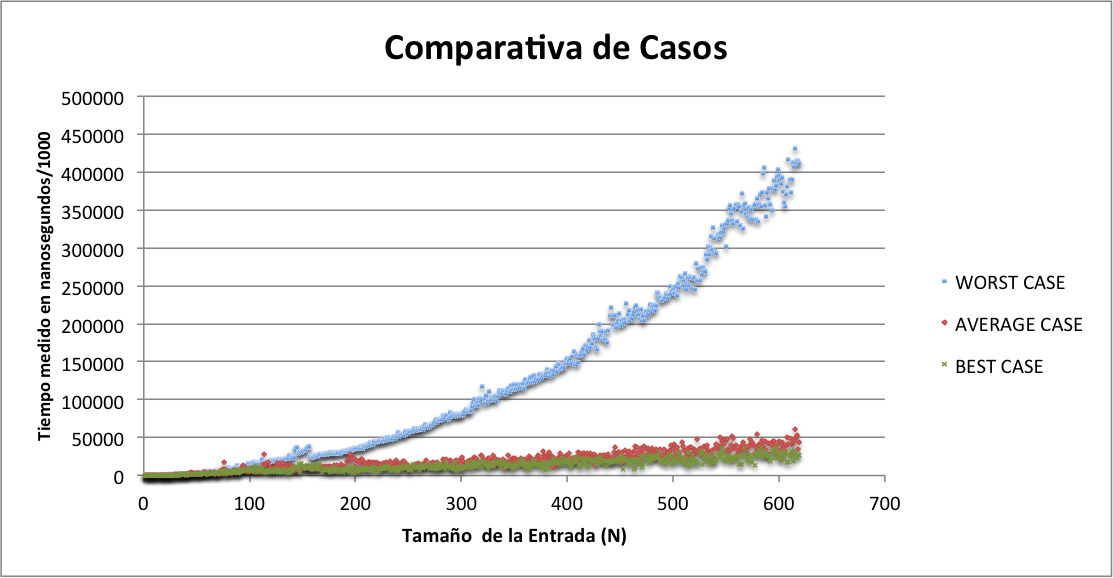 Comparativa de Casos
Tiempo medido en nanosegundos/1000
500000
450000
400000
350000
300000
250000
200000
150000
100000
50000
0
0 100 200 300 400 500 600 700
Tamaño de la Entrada (N)
WORST CASE
AVERAGE CASE
BEST CASE